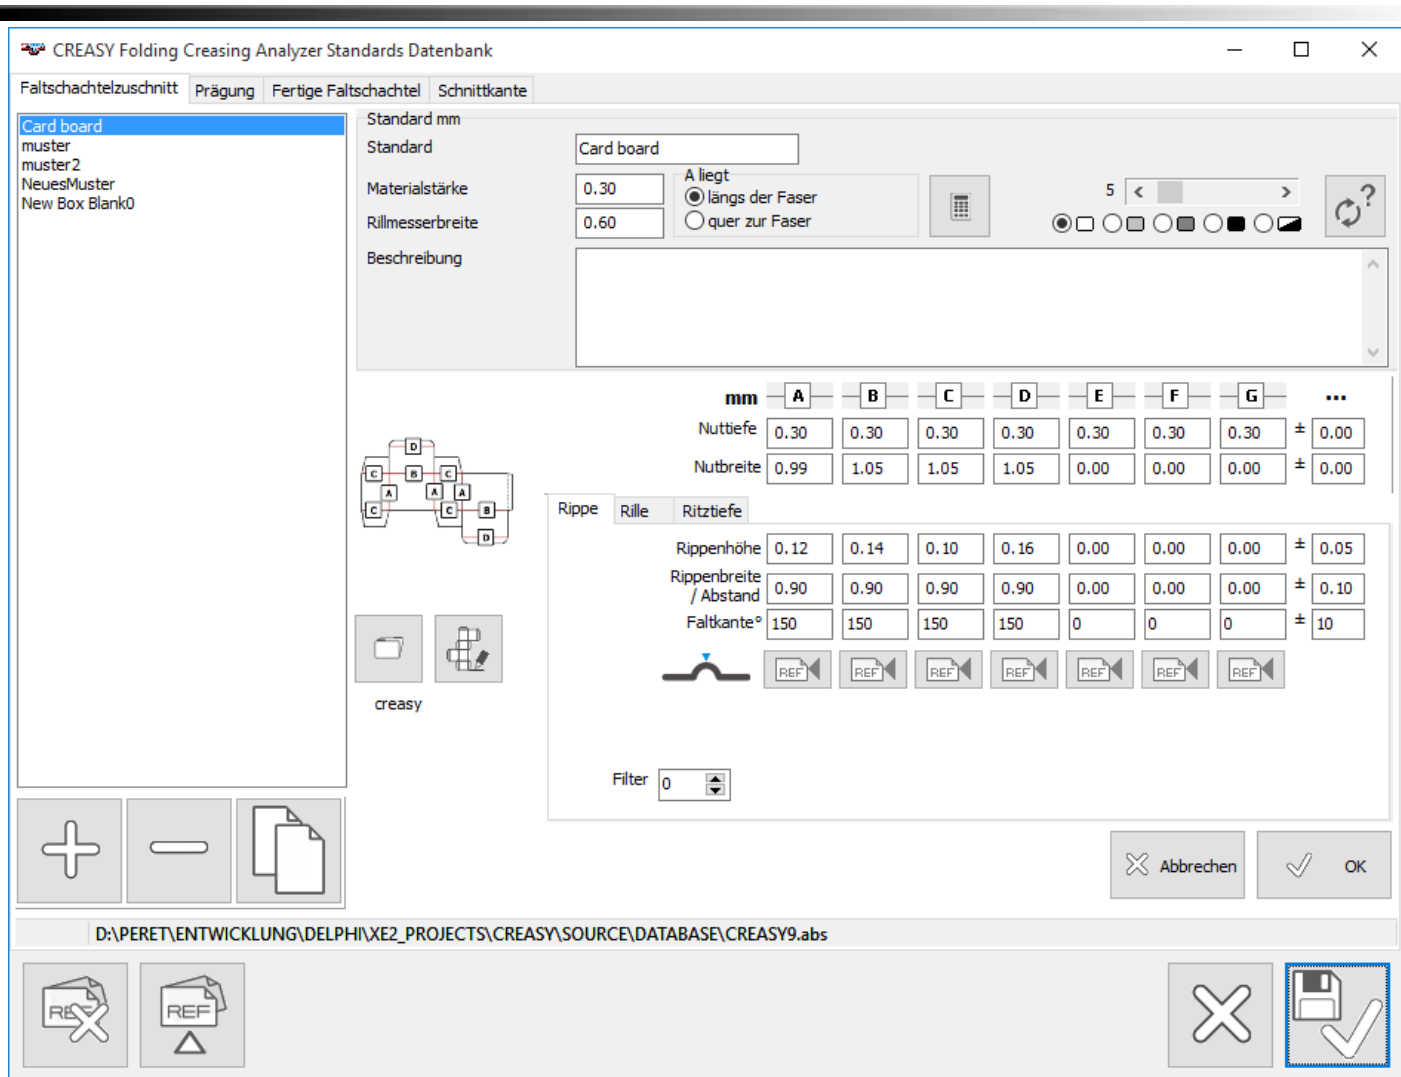 CREASY Folding Creasing Analyzer Standards Datenbank
Faltschachtelzuschnitt Prägung Fertige Faltschachtel Schnittkante
Card board
muster
muster2
NeuesMuster
New Box Blank0
Standard mm
Standard Card board
Materialstärke 0.30
Rillmesserbreite 0.60
A liegt
längs der Faser
quer zur Faser
5
Beschreibung
mm A B C D E F G ...
Nuttiefe 0.30 0.30 0.30 0.30 0.30 0.30 0.30 ± 0.00
Nutbreite 0.99 1.05 1.05 1.05 0.00 0.00 0.00 ± 0.00
D
C B C
A A A
C C B
D
Rippe Rille Ritztiefe
Rippenhöhe 0.12 0.14 0.10 0.16 0.00 0.00 0.00 ± 0.05
Rippenbreite
/ Abstand 0.90 0.90 0.90 0.90 0.00 0.00 0.00 ± 0.10
Faltkante° 150 150 150 150 0 0 0 ± 10
REF REF REF REF REF REF REF
creasy
Filter 0
Abbrechen OK
D:\PERET\ENTWICKLUNG\DELPHI\XE2_PROJECTS\CREASY\SOURCE\DATABASE\CREASY9.abs
REF REF